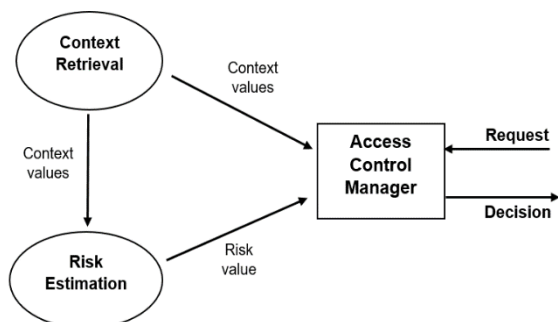 Context
Retrieval
Context
values
Context
values
Access
Control
Manager
Request
Decision
Risk
Estimation
Risk
value